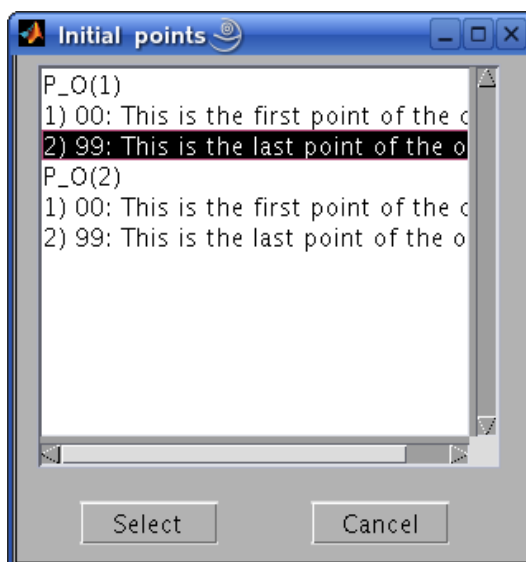 Initial points
P_O(1)
1) 00: This is the first point of the
2) 99: This is the last point of the o
P_O(2)
1) 00: This is the first point of the
2) 99: This is the last point of the o
Select
Cancel